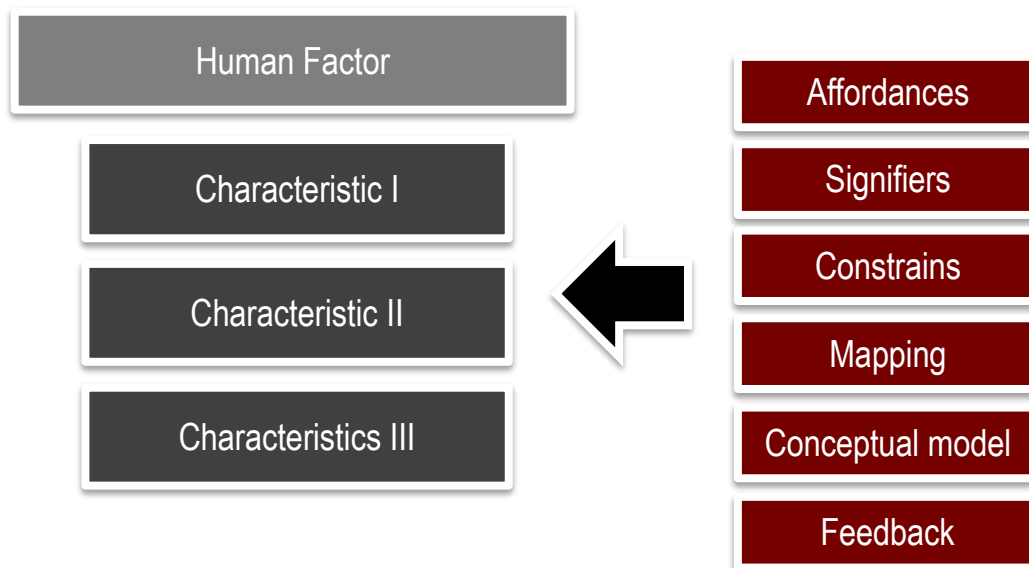 Human Factor
Characteristic I
Characteristic II
Characteristics III
Affordances
Signifiers
Constrains
Mapping
Conceptual model
Feedback